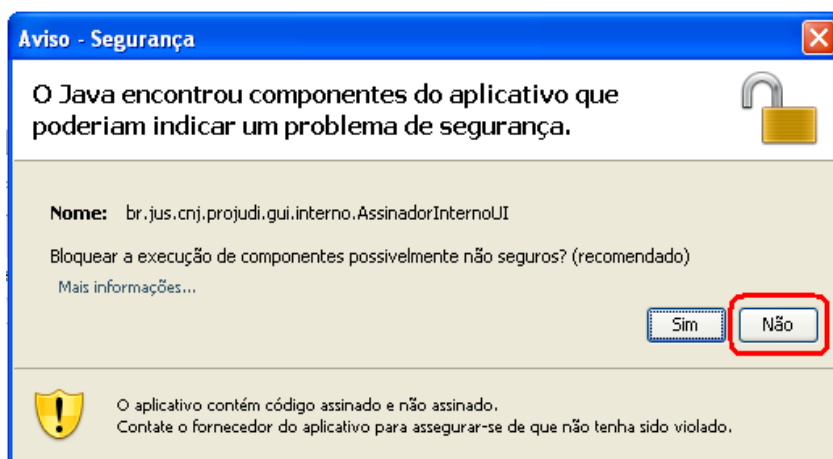 Aviso - Segurança
O Java encontrou componentes do aplicativo que
poderiam indicar um problema de segurança.
Nome: br.jus.cnj.projudi.gui.interno.AssinadorInternoUI
Bloquear a execução de componentes possivelmente não seguros? (recomendado)
Mais informações...
Sim Não
O aplicativo contém código assinado e não assinado.
Contate o fornecedor do aplicativo para assegurar-se de que não tenha sido violado.